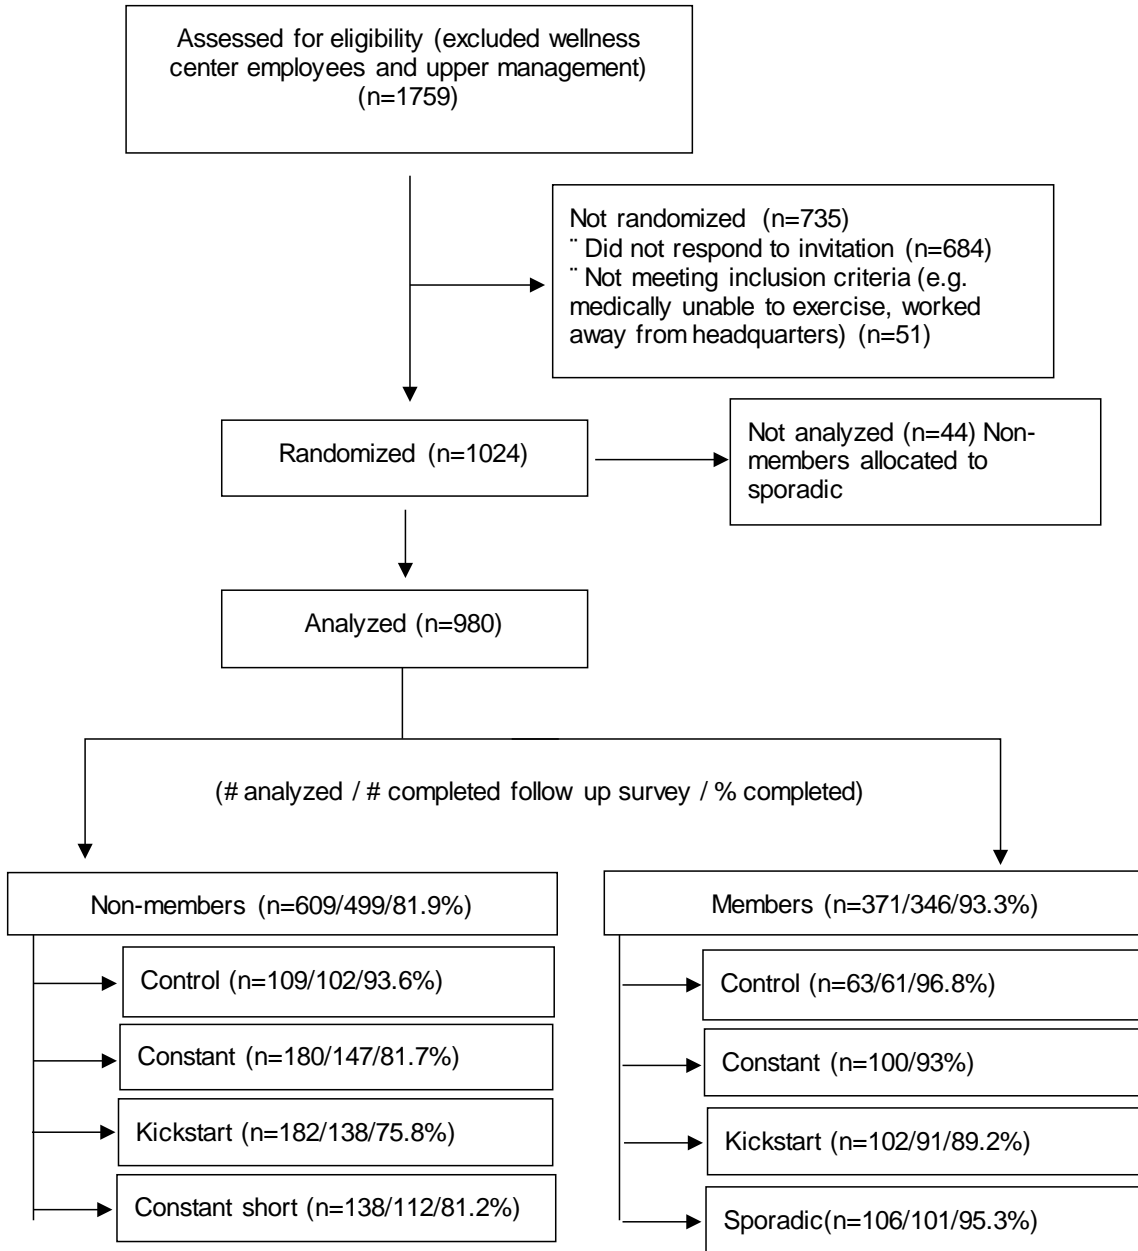 Assessed for eligibility (excluded wellness
center employees and upper management)
(n=1759)
Not randomized (n=735)
¨ Did not respond to invitation (n=684)
¨ Not meeting inclusion criteria (e.g.
medically unable to exercise, worked
away from headquarters) (n=51)
Randomized (n=1024)
Not analyzed (n=44) Non-
members allocated to
sporadic
Analyzed (n=980)
(# analyzed / # completed follow up survey / % completed)
Non-members (n=609/499/81.9%)
Control (n=109/102/93.6%)
Constant (n=180/147/81.7%)
Kickstart (n=182/138/75.8%)
Constant short (n=138/112/81.2%)
Members (n=371/346/93.3%)
Control (n=63/61/96.8%)
Constant (n=100/93%)
Kickstart (n=102/91/89.2%)
Sporadic(n=106/101/95.3%)